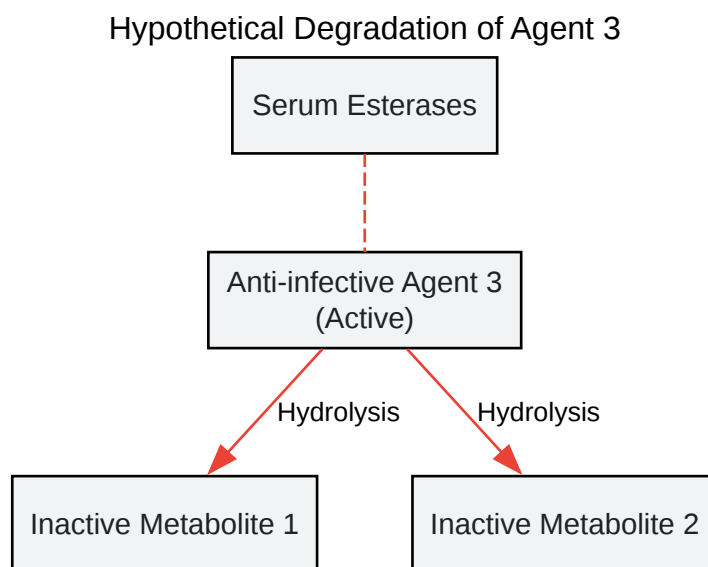 Hypothetical Degradation of Agent 3
Serum Esterases
Anti-infective Agent 3
(Active)
Hydrolysis
Hydrolysis
Inactive Metabolite 1
Inactive Metabolite 2